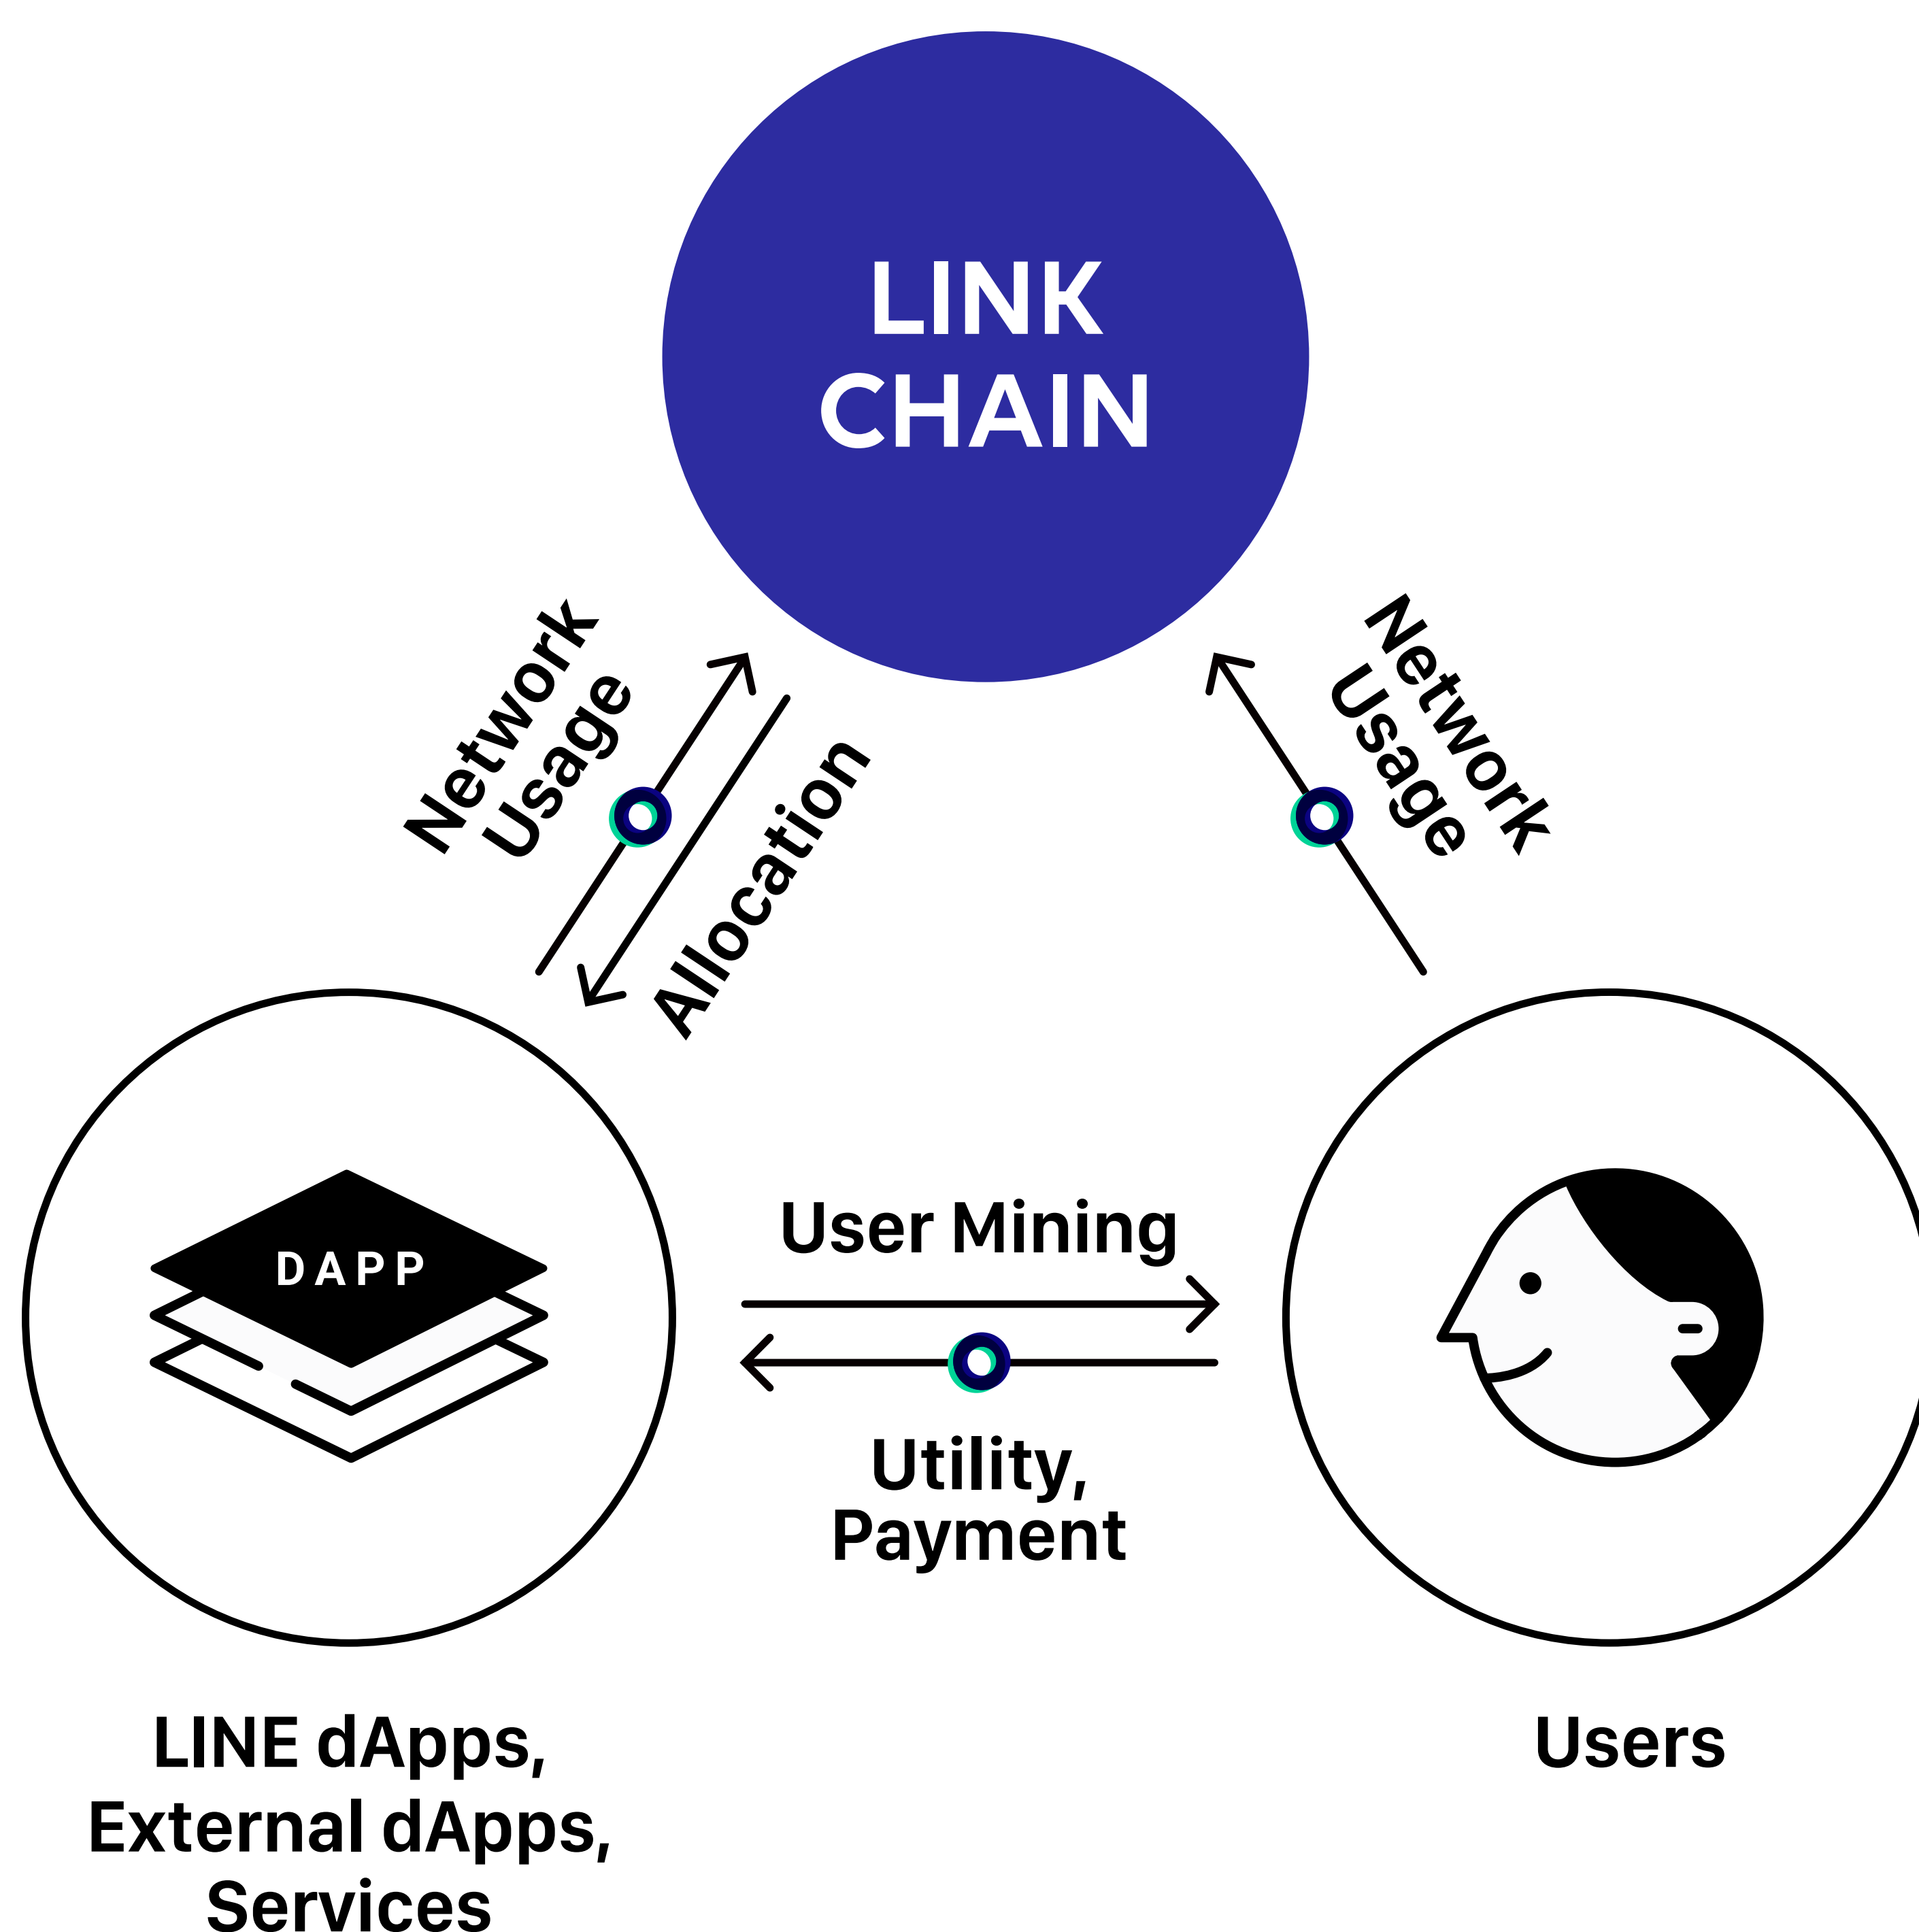 LINK
CHAIN
Network
Usage
Allocation
Network
Usage
DAPP
User Mining
Utility,
Payment
LINE dApps,
External dApps,
Services
Users